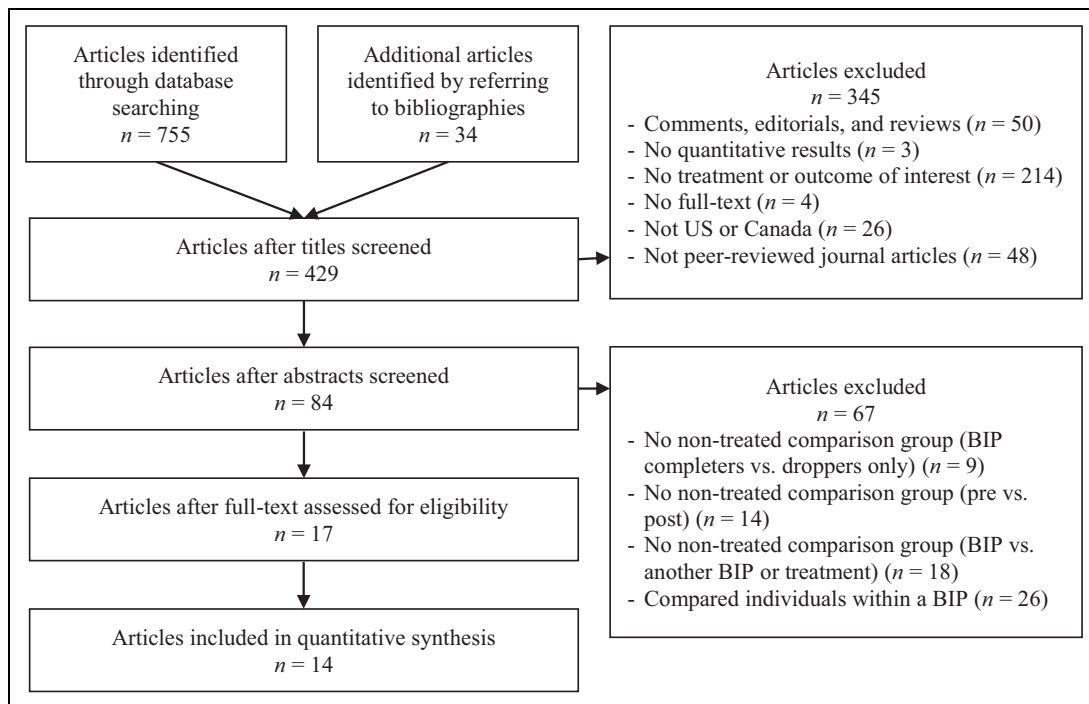 Articles identified
through database
searching
n = 755
Additional articles
identified by referring
to bibliographies
n = 34
Articles excluded
n = 345
- Comments, editorials, and reviews (n = 50)
- No quantitative results (n = 3)
- No treatment or outcome of interest (n = 214)
- No full-text (n = 4)
- Not US or Canada (n = 26)
- Not peer-reviewed journal articles (n = 48)
Articles after titles screened
n = 429
Articles after abstracts screened
n = 84
Articles excluded
n = 67
- No non-treated comparison group (BIP
completers vs. droppers only) (n = 9)
- No non-treated comparison group (pre vs.
post) (n = 14)
- No non-treated comparison group (BIP vs.
another BIP or treatment) (n = 18)
- Compared individuals within a BIP (n = 26)
Articles after full-text assessed for eligibility
n = 17
Articles included in quantitative synthesis
n = 14